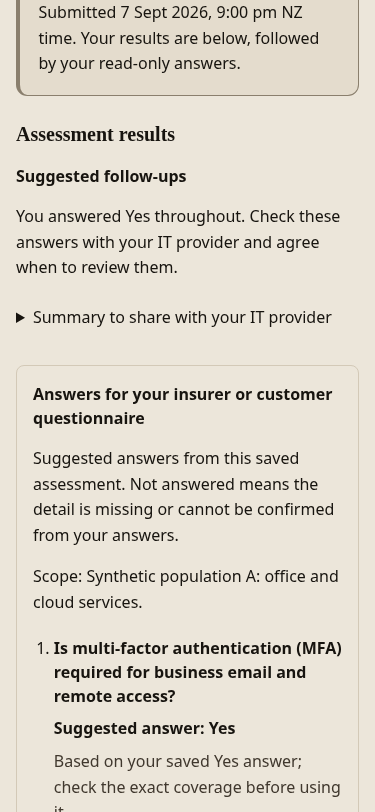 Submitted 7 Sept 2026, 9:00 pm NZ
time. Your results are below, followed
by your read-only answers.
Assessment results
Suggested follow-ups
You answered Yes throughout. Check these
answers with your IT provider and agree
when to review them.
Summary to share with your IT provider
Answers for your insurer or customer
questionnaire
Suggested answers from this saved
assessment. Not answered means the
detail is missing or cannot be confirmed
from your answers.
Scope: Synthetic population A: office and
cloud services.
1. Is multi-factor authentication (MFA)
required for business email and
remote access?
Suggested answer: Yes
Based on your saved Yes answer;
check the exact coverage before using
it.